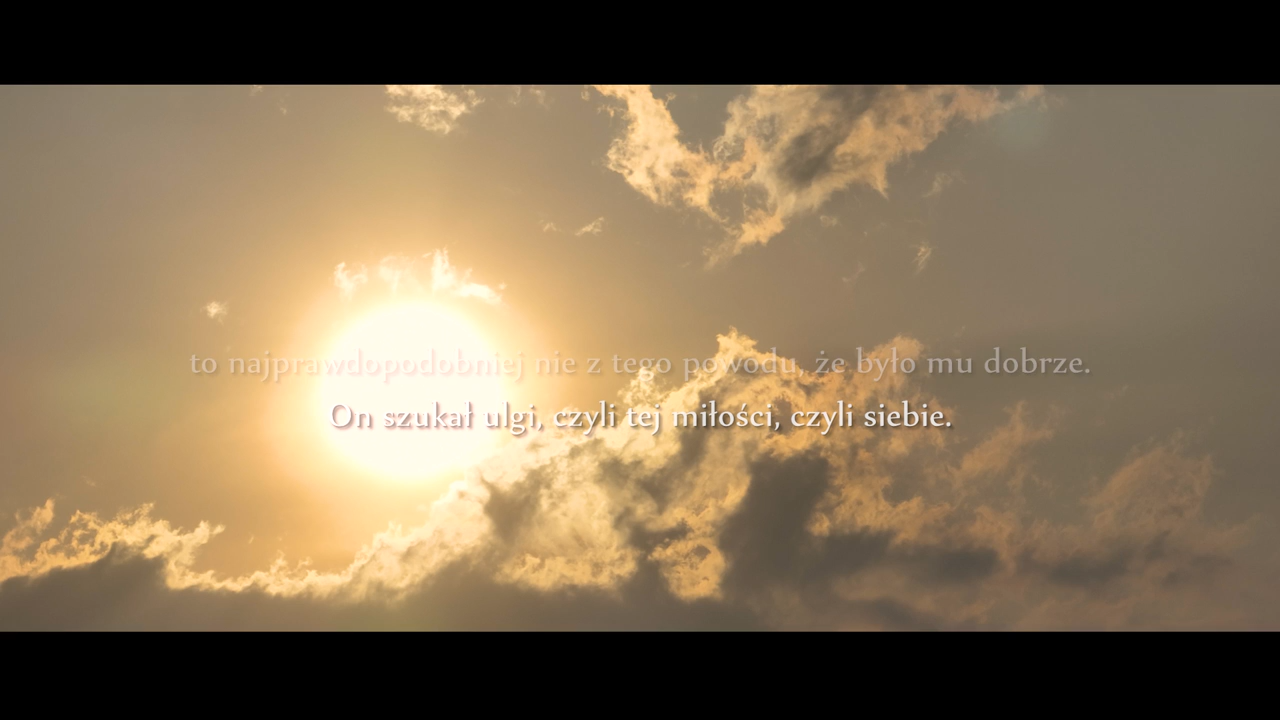 to najprawdopodobniej nie z tego powodu, że było mu dobrze.
On szukał ulgi, czyli tej miłości, czyli siebie.